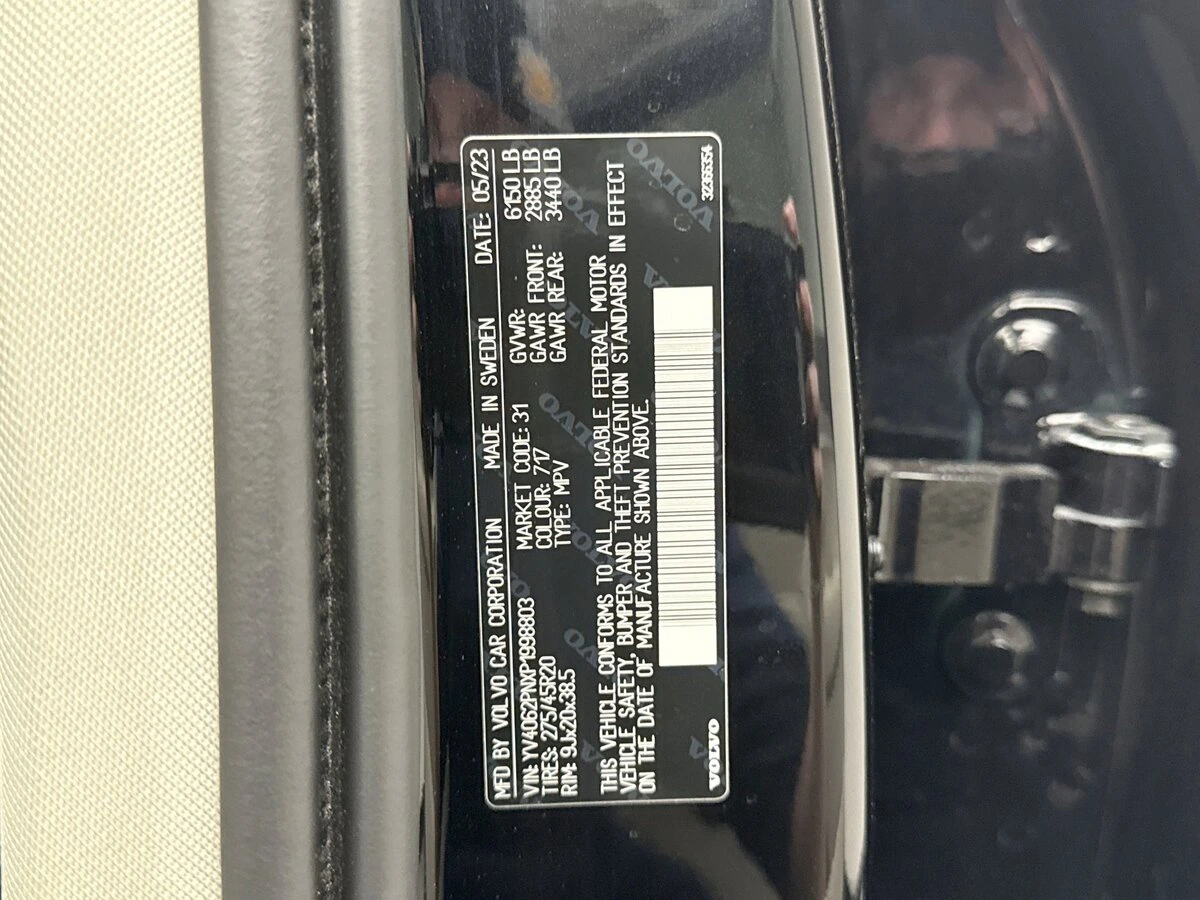 MFD BY VOLVO CAR CORPORATION MADE IN SWEDEN DATE: 05/23
VIN: YV4062PNXP1998803 MARKET CODE: 31 GVWR: 6150 LB
TIRES: 275/45R20 COLOUR: 717 GAWR FRONT: 2885 LB
RIM: 9Jx20x38.5 TYPE: MPV GAWR REAR: 3440 LB
THIS VEHICLE CONFORMS TO ALL APPLICABLE FEDERAL MOTOR
VEHICLE SAFETY, BUMPER AND THEFT PREVENTION STANDARDS IN EFFECT
ON THE DATE OF MANUFACTURE SHOWN ABOVE.
VOLVO 32366354